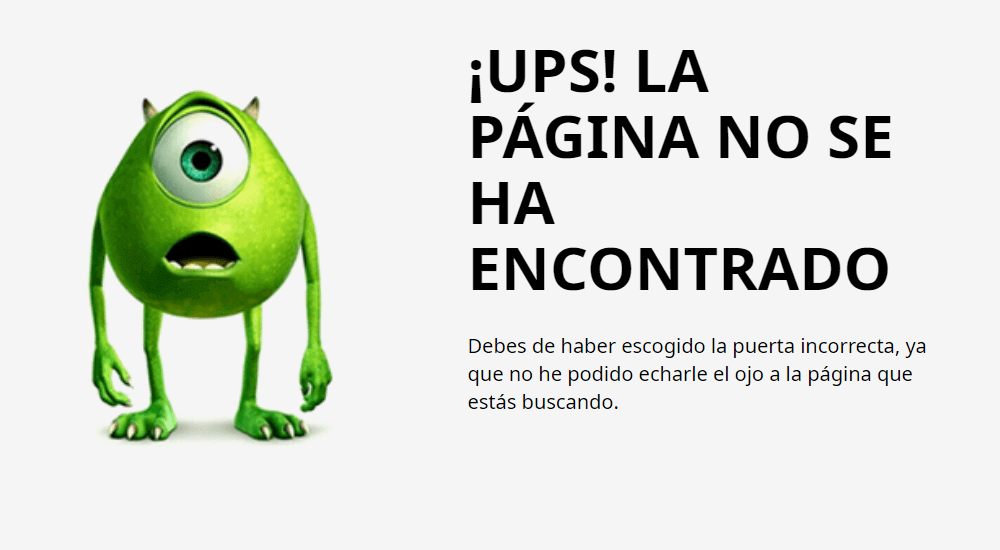 ¡UPS! LA
PÁGINA NO SE
HA
ENCONTRADO
Debes de haber escogido la puerta incorrecta, ya
que no he podido echarle el ojo a la página que
estás buscando.